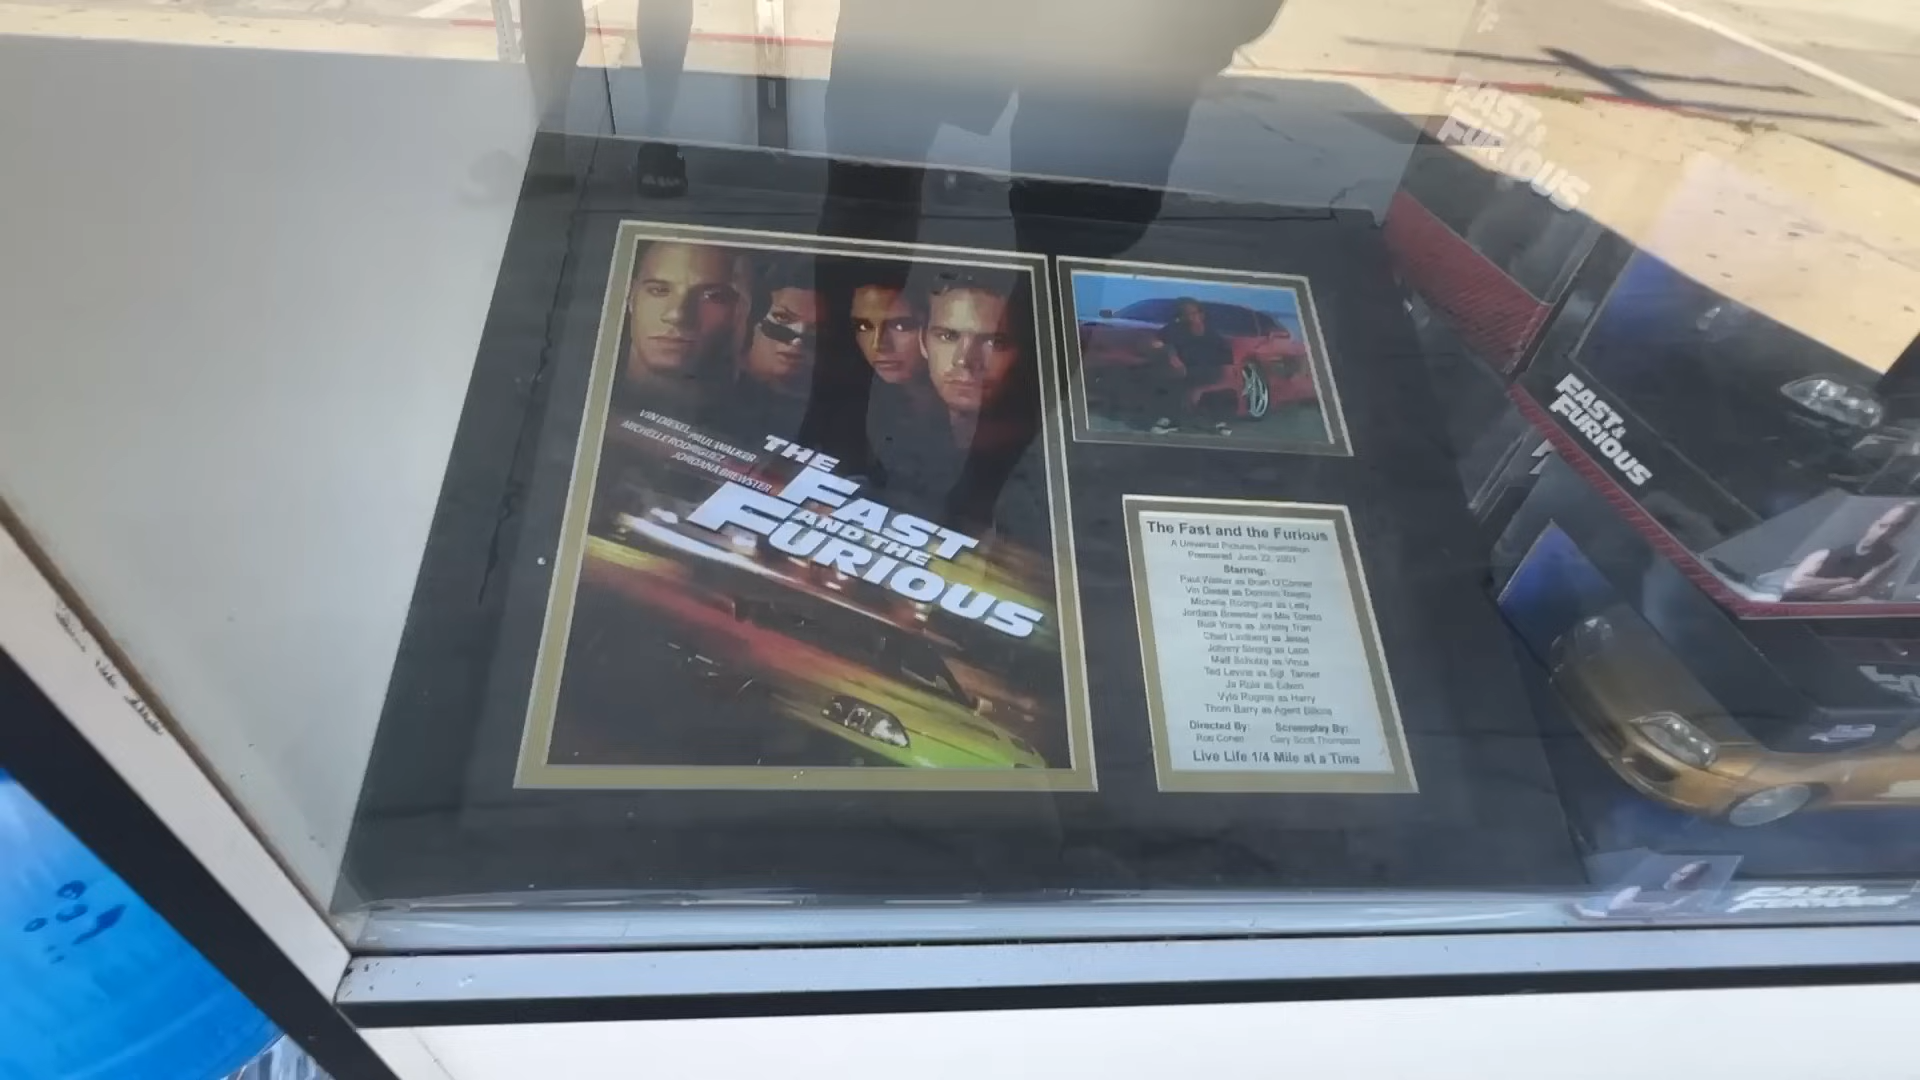 VIN DIESEL PAUL WALKER
MICHELLE RODRIGUEZ
JORDANA BREWSTER
THE
FAST
AND THE
FURIOUS
The Fast and the Furious
A Universal Pictures Presentation
Premiered June 22, 2001
Starring:
Paul Walker as Brian O'Conner
Vin Diesel as Dominic Toretto
Michelle Rodriguez as Letty
Jordana Brewster as Mia Toretto
Rick Yune as Johnny Tran
Chad Lindberg as Jesse
Johnny Strong as Leon
Matt Schulze as Vince
Ted Levine as Sgt. Tanner
Ja Rule as Edwin
Vyto Ruginis as Harry
Thom Barry as Agent Bilkins
Directed By: Screenplay By:
Rob Cohen Gary Scott Thompson
Live Life 1/4 Mile at a Time
FAST &
FURIOUS
FAST &
FURIOUS
FAST &
FURIOUS